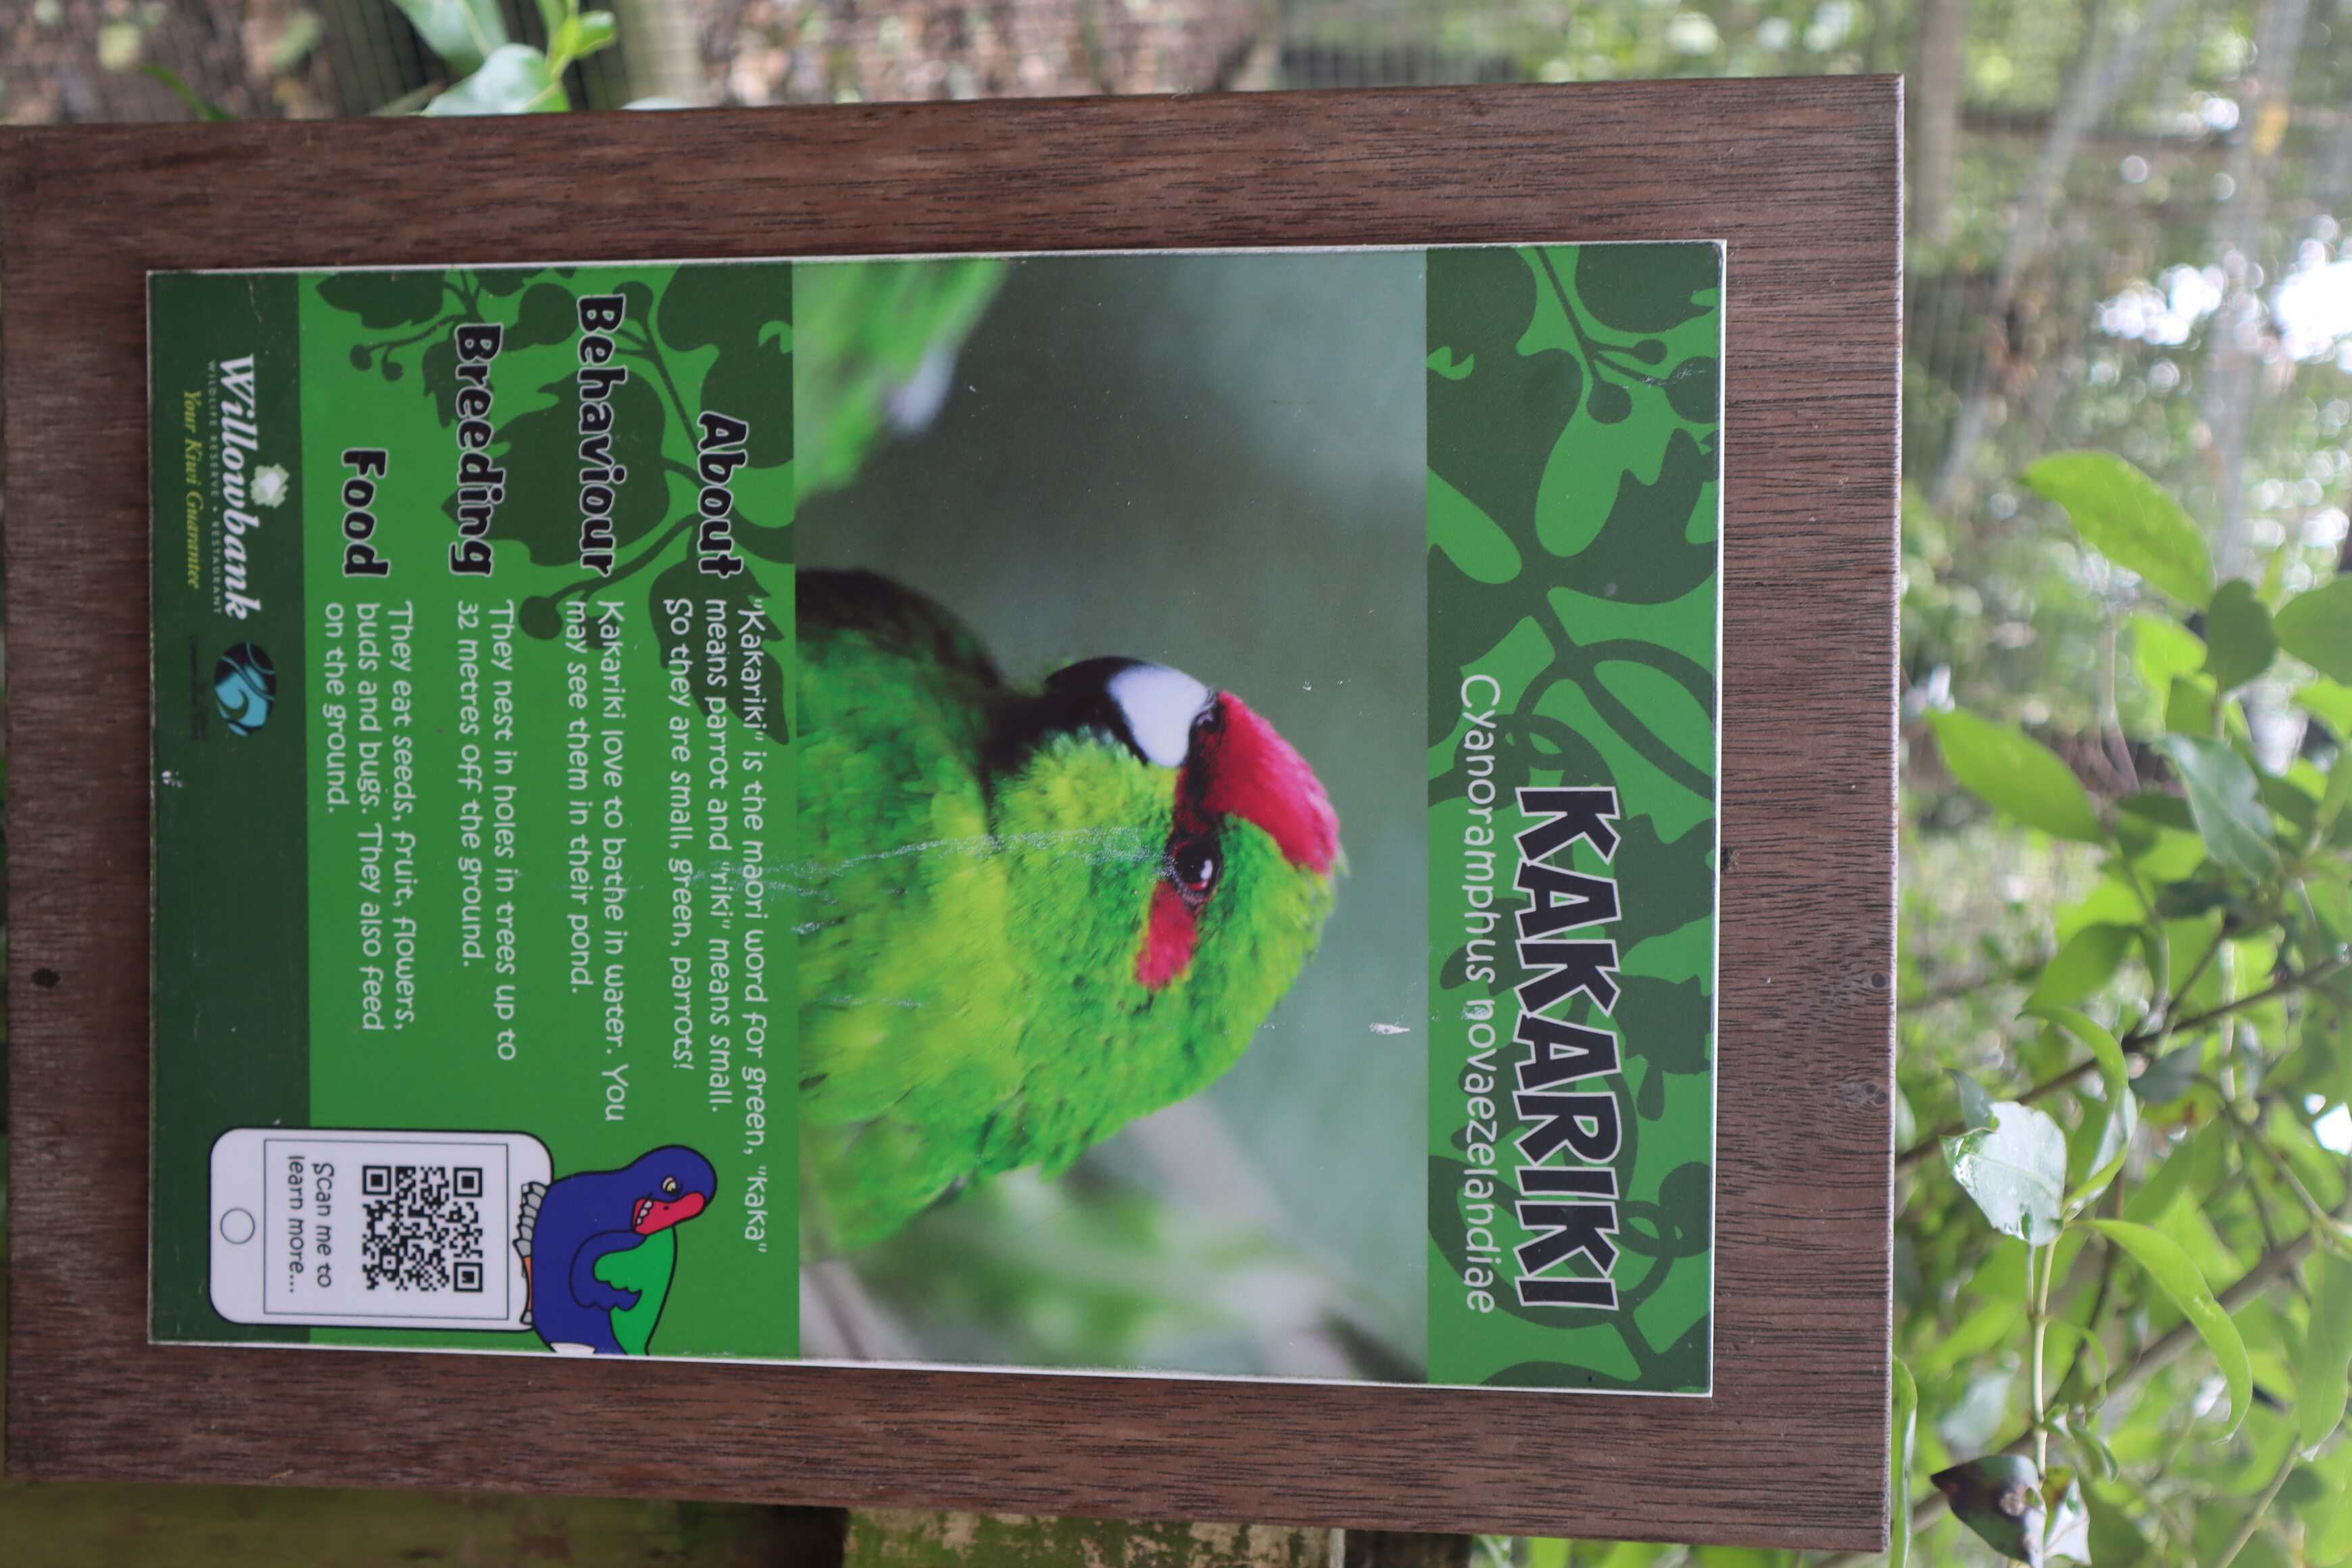 KAKARIKI
Cyanoramphus novaezelandiae
About
"Kakariki" is the maori word for green, "kaka"
means parrot and "riki" means small.
So they are small, green, parrots!
Behaviour
Kakariki love to bathe in water. You
may see them in their pond.
Breeding
They nest in holes in trees up to
32 metres off the ground.
Food
They eat seeds, fruit, flowers,
buds and bugs. They also feed
on the ground.
Scan me to
learn more...
Willowbank
WILDLIFE RESERVE • RESTAURANT
Your Kiwi Guarantee